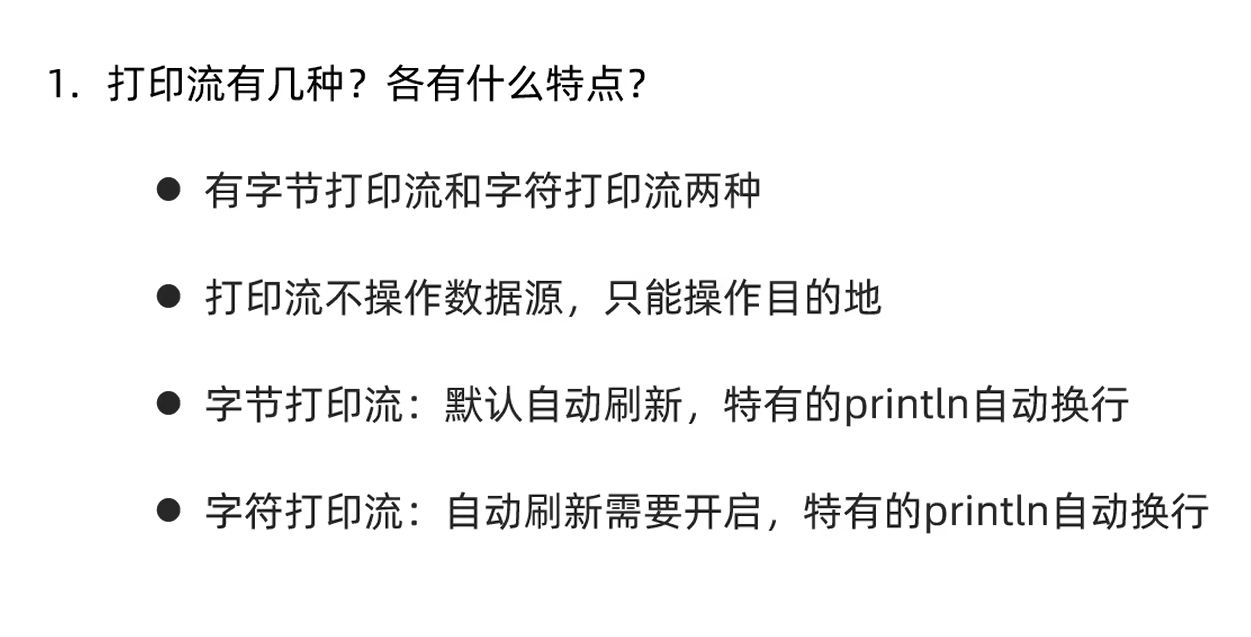 1. 打印流有几种？各有什么特点？
● 有字节打印流和字符打印流两种
● 打印流不操作数据源，只能操作目的地
● 字节打印流：默认自动刷新，特有的println自动换行
● 字符打印流：自动刷新需要开启，特有的println自动换行